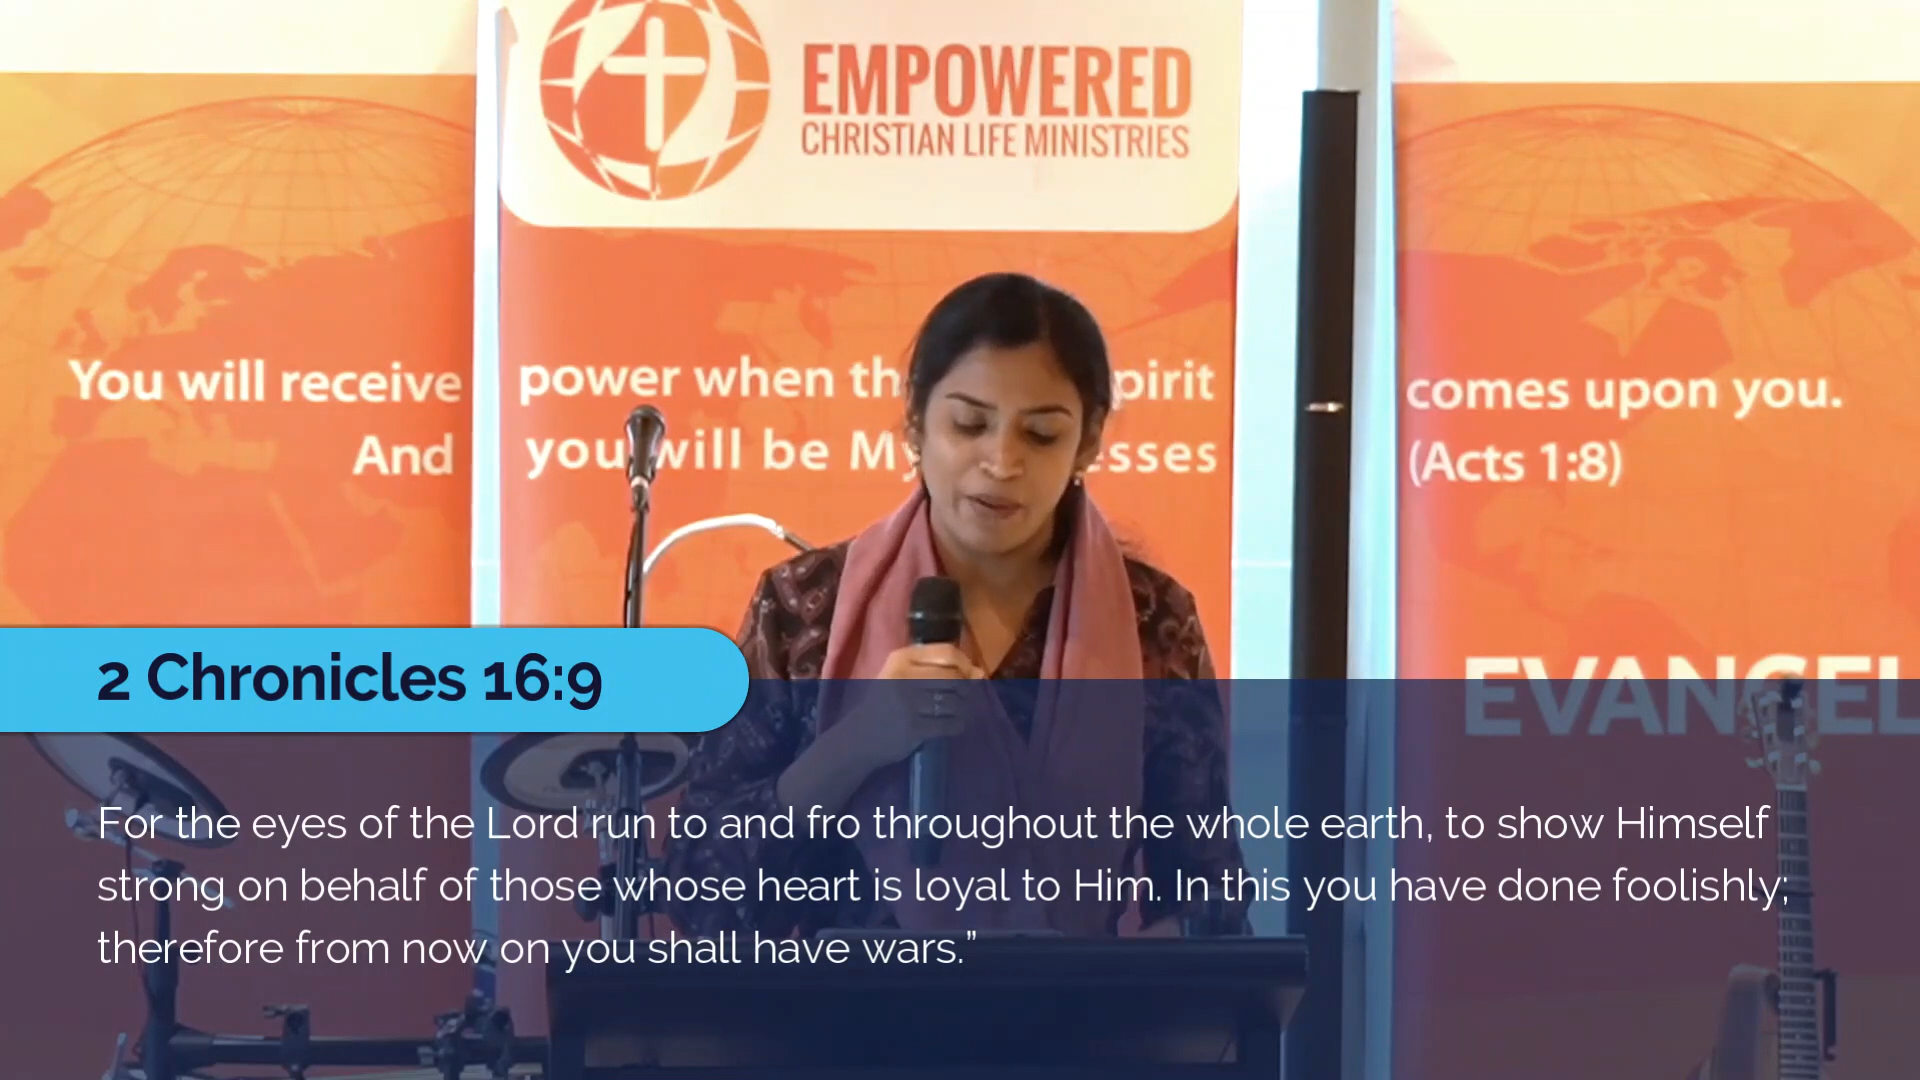 EMPOWERED
CHRISTIAN LIFE MINISTRIES
You will receive power when th pirit comes upon you.
And you will be My esses (Acts 1:8)
EVANGEL
2 Chronicles 16:9
For the eyes of the Lord run to and fro throughout the whole earth, to show Himself
strong on behalf of those whose heart is loyal to Him. In this you have done foolishly;
therefore from now on you shall have wars.”